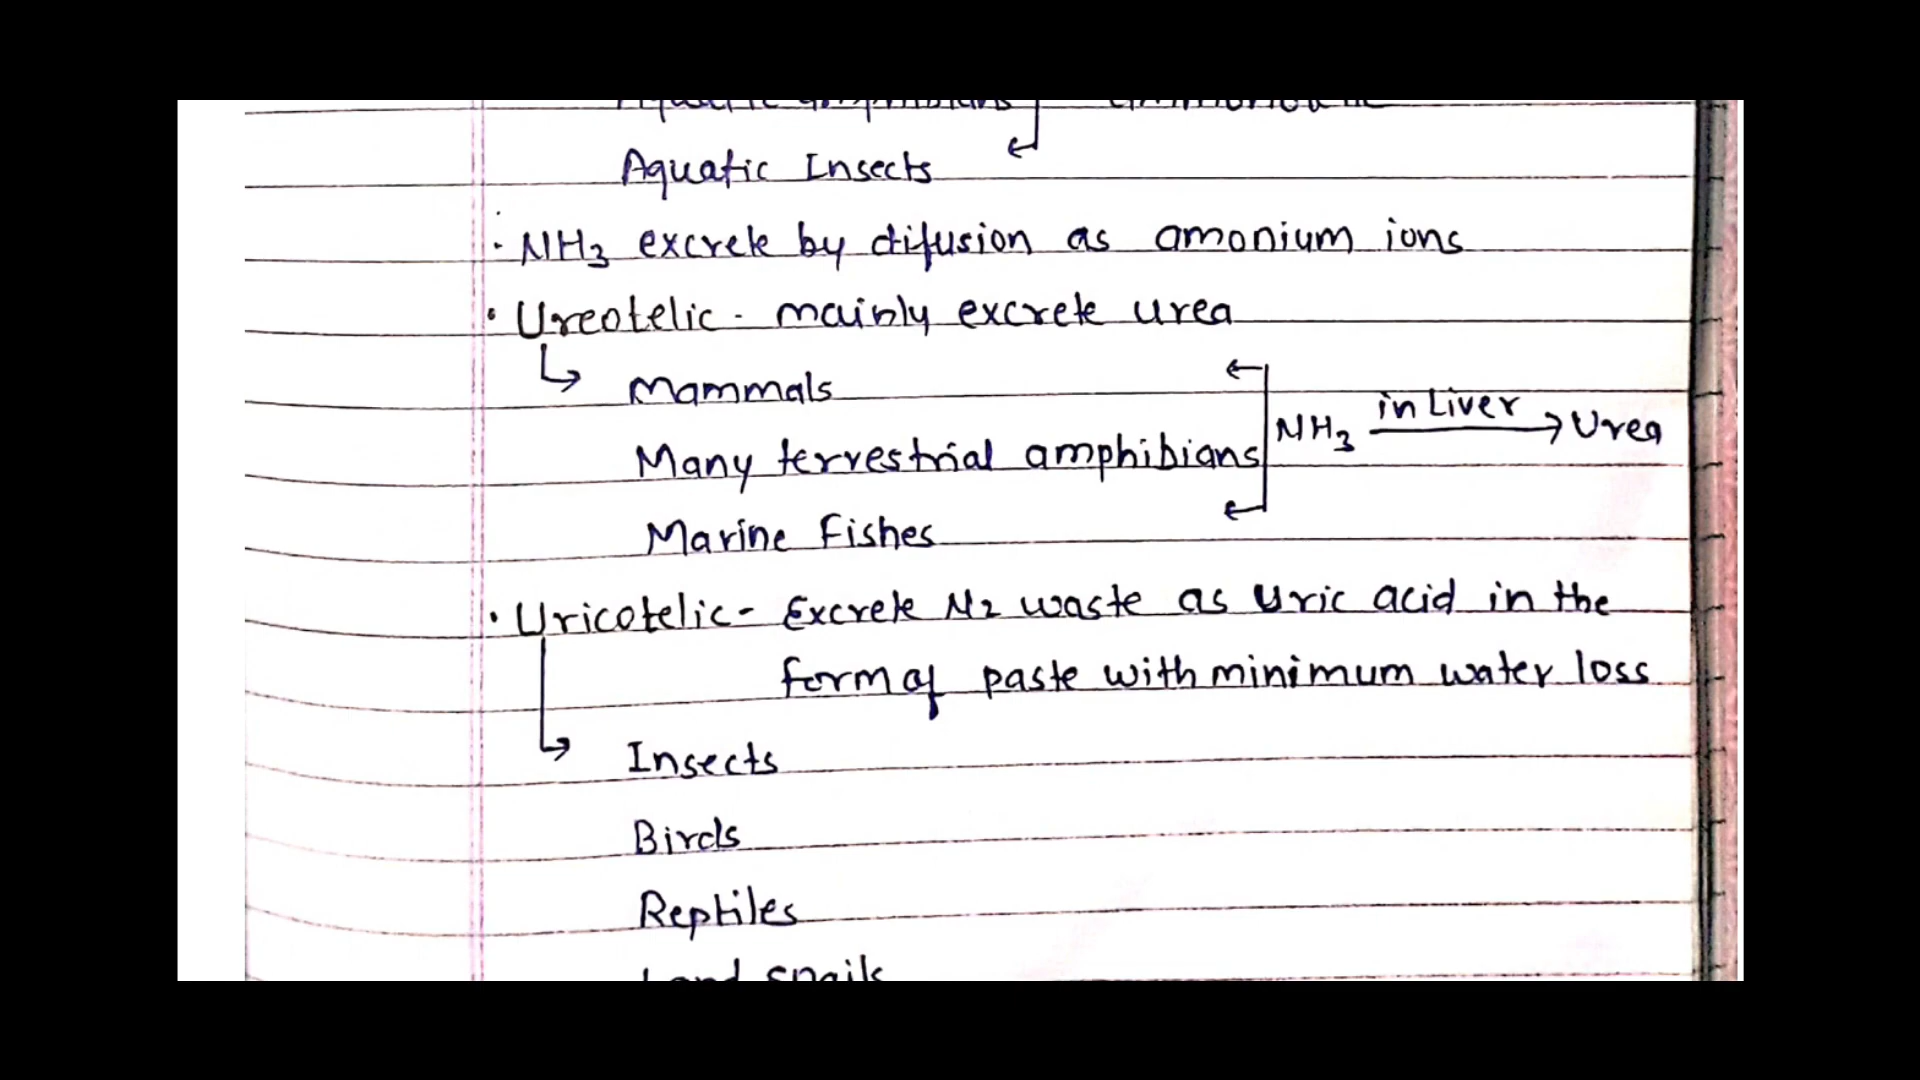 Aquatic Insects
· NH3 excrete by difusion as amonium ions
· Ureotelic - mainly excrete urea
↳ Mammals
Many terrestrial amphibians NH3 in Liver → Urea
Marine Fishes
· Uricotelic - Excrete N2 waste as Uric acid in the
form of paste with minimum water loss
↳ Insects
Birds
Reptiles
Land snails